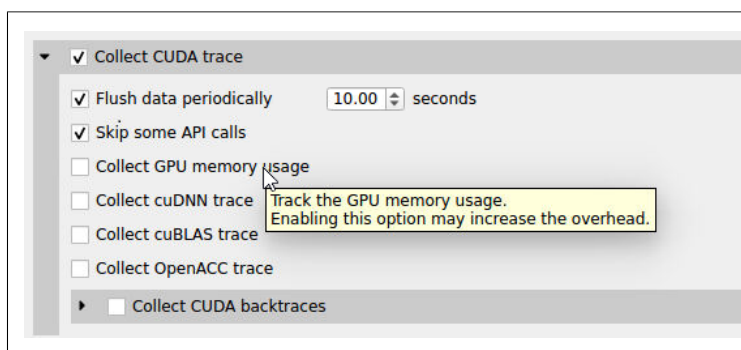 Collect CUDA trace
Flush data periodically 10.00 seconds
Skip some API calls
Collect GPU memory usage
Collect cuDNN trace
Track the GPU memory usage.
Enabling this option may increase the overhead.
Collect cuBLAS trace
Collect OpenACC trace
Collect CUDA backtraces